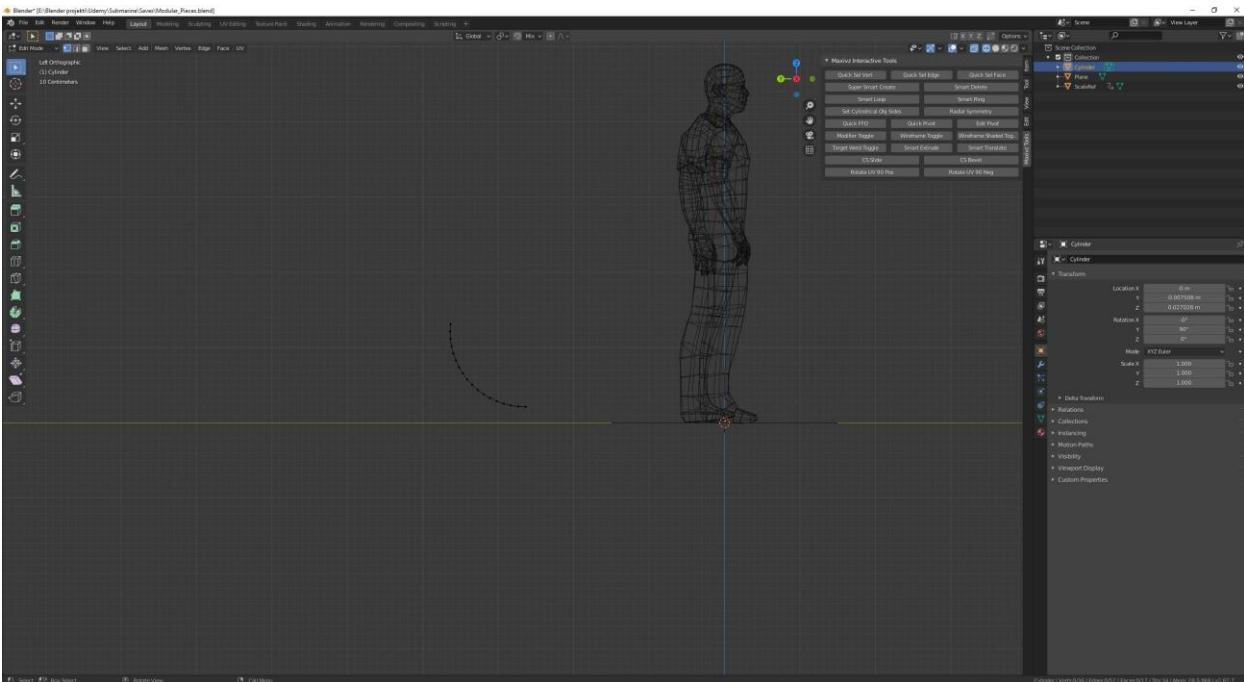 Blender* [E:\Blender projekti\Udemy\Submarine\Saves\Modular_Pieces.blend]
File Edit Render Window Help Layout Modeling Sculpting UV Editing Texture Paint Shading Animation Rendering Compositing Scripting + Scene View Layer
Global Mix Options
Edit Mode View Select Add Mesh Vertex Edge Face UV
Left Orthographic
(1) Cylinder
10 Centimeters
Maxivz Interactive Tools
Quick Sel Vert Quick Sel Edge Quick Sel Face
Super Smart Create Smart Delete
Smart Loop Smart Ring
Set Cylindrical Obj Sides Radial Symmetry
Quick FFD Quick Pivot Edit Pivot
Modifier Toggle Wireframe Toggle Wireframe Shaded Tog..
Target Weld Toggle Smart Extrude Smart Translate
CS Slide CS Bevel
Rotate UV 90 Pos Rotate UV 90 Neg
Item
Tool
View
Edit
Maxivz Tools
Scene Collection
Collection
Cylinder
Plane
ScaleRef
Cylinder
Cylinder
Transform
Location X 0 m
Y 0.007508 m
Z 0.027028 m
Rotation X -0°
Y 90°
Z 0°
Mode XYZ Euler
Scale X 1.000
Y 1.000
Z 1.000
Delta Transform
Relations
Collections
Instancing
Motion Paths
Visibility
Viewport Display
Custom Properties
Select Box Select Rotate View Call Menu